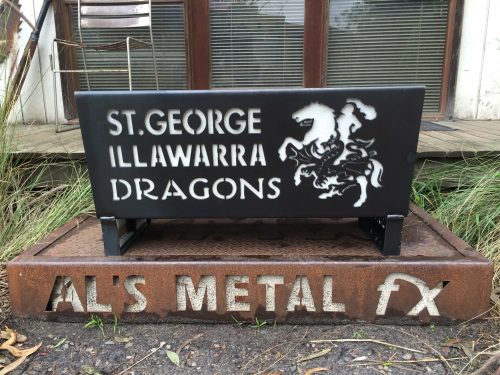 ST.GEORGE
ILLAWARRA
DRAGONS
AL'S METAL fX